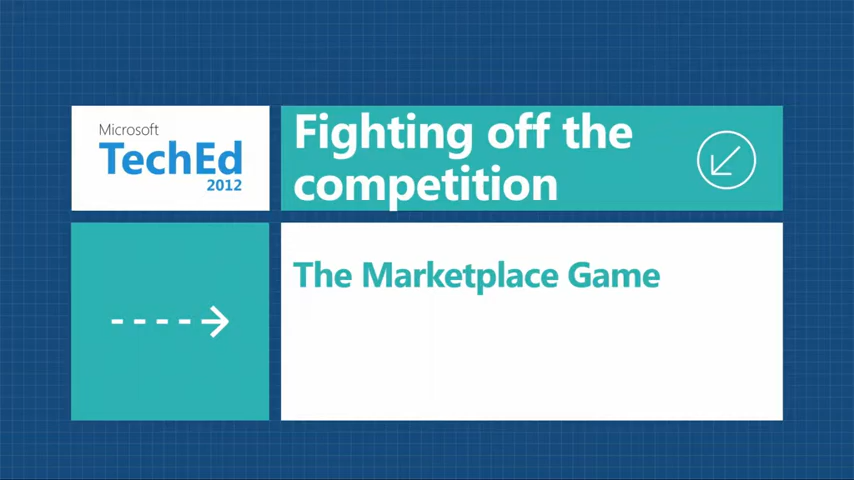 Microsoft
TechEd
2012
Fighting off the
competition
The Marketplace Game